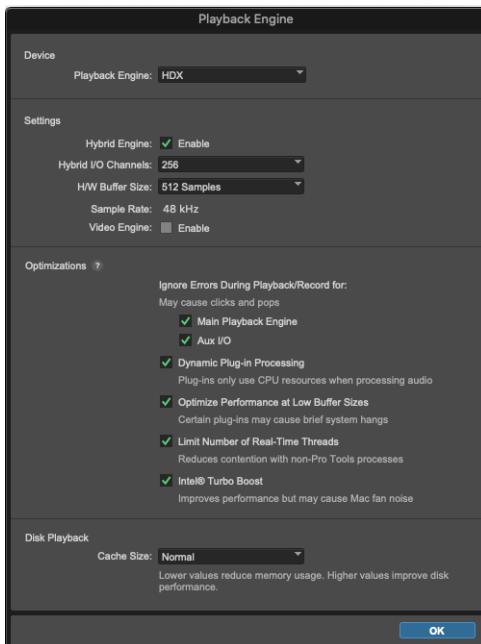 Playback Engine
Device
Playback Engine: HDX
Settings
Hybrid Engine: Enable
Hybrid I/O Channels: 256
H/W Buffer Size: 512 Samples
Sample Rate: 48 kHz
Video Engine: Enable
Optimizations ?
Ignore Errors During Playback/Record for:
May cause clicks and pops
Main Playback Engine
Aux I/O
Dynamic Plug-in Processing
Plug-ins only use CPU resources when processing audio
Optimize Performance at Low Buffer Sizes
Certain plug-ins may cause brief system hangs
Limit Number of Real-Time Threads
Reduces contention with non-Pro Tools processes
Intel® Turbo Boost
Improves performance but may cause Mac fan noise
Disk Playback
Cache Size: Normal
Lower values reduce memory usage. Higher values improve disk
performance.
OK